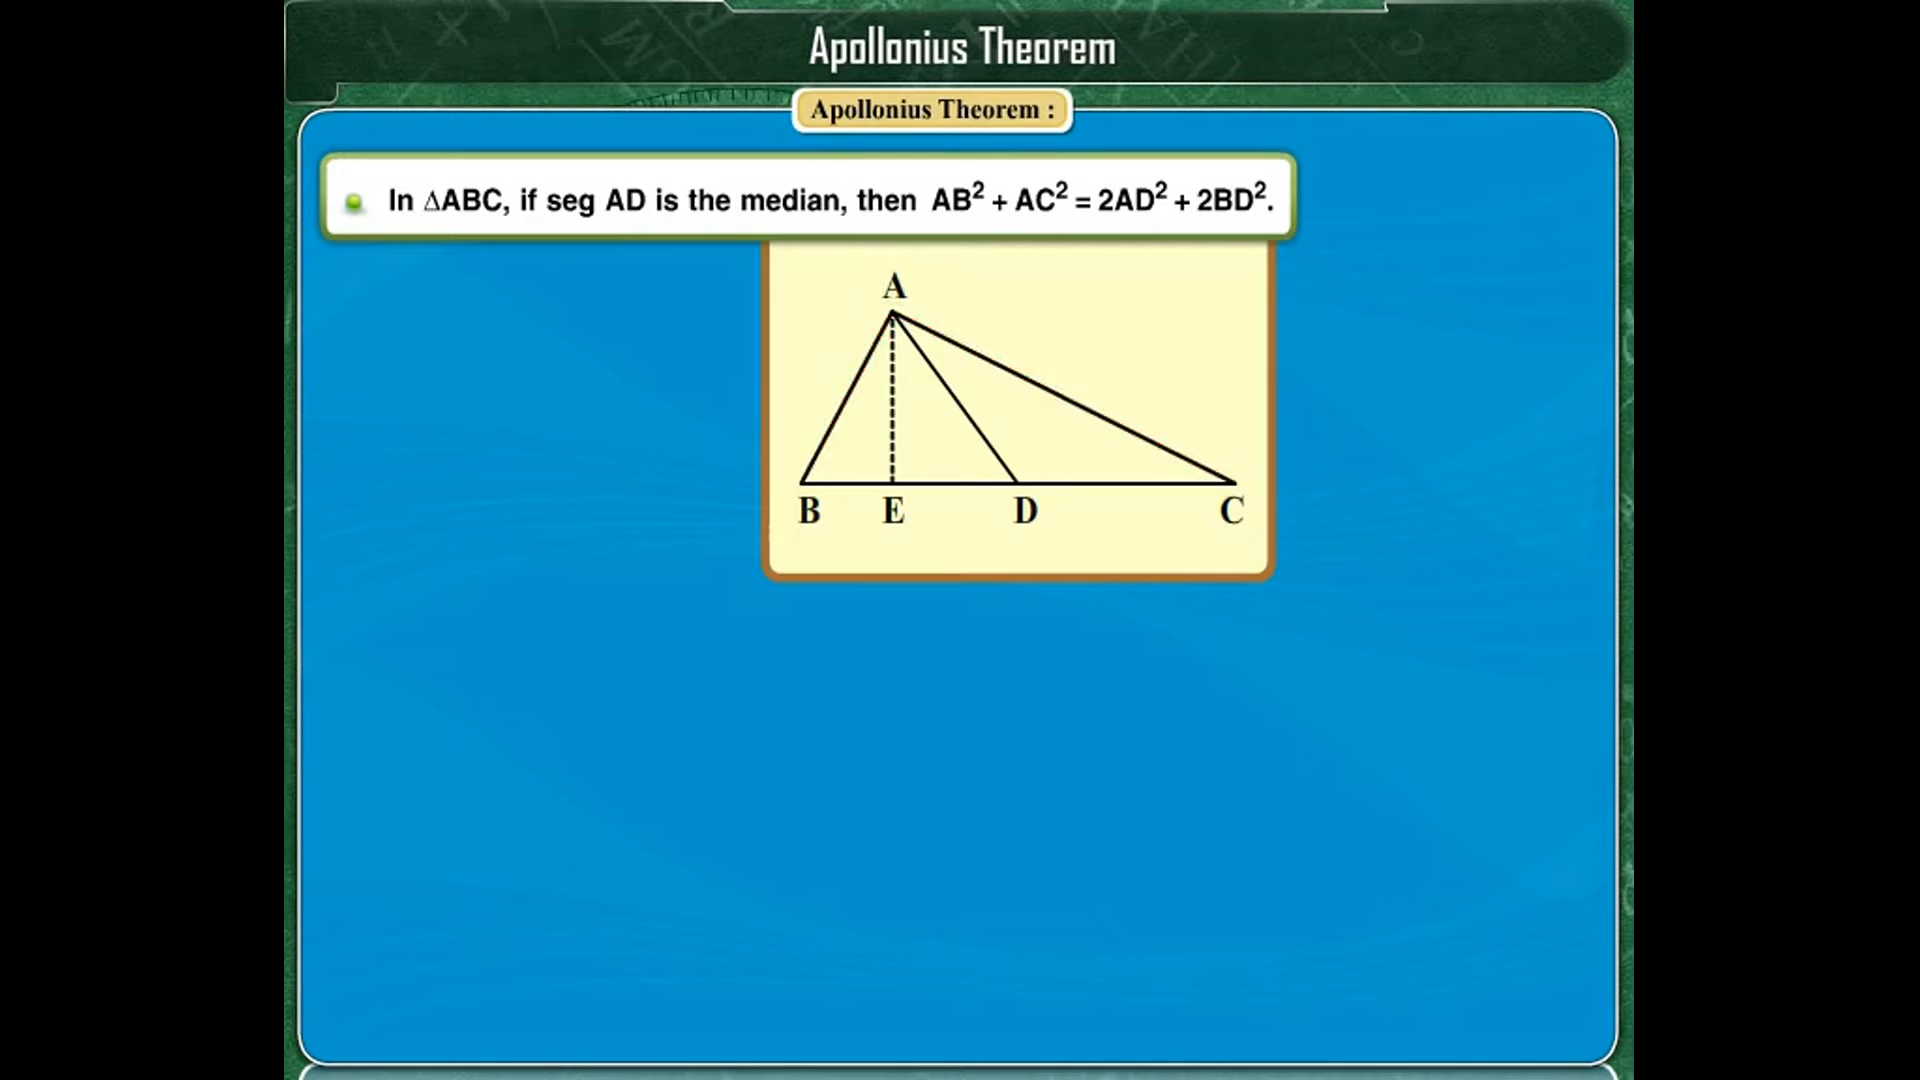 Apollonius Theorem
Apollonius Theorem :
In ∆ABC, if seg AD is the median, then AB² + AC² = 2AD² + 2BD².
A
B E D C